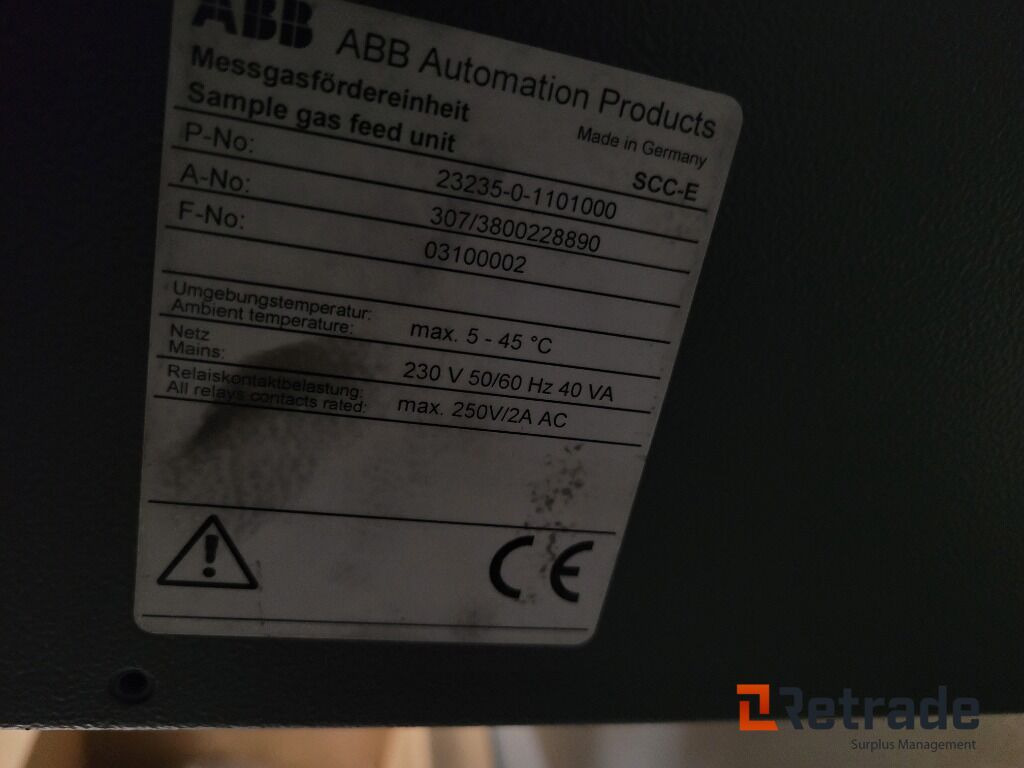 ABB ABB Automation Products
Messgasfördereinheit Made in Germany
Sample gas feed unit SCC-E
P-No: 23235-0-1101000
A-No: 307/3800228890
F-No: 03100002
Umgebungstemperatur:
Ambient temperature: max. 5 - 45 °C
Netz
Mains: 230 V 50/60 Hz 40 VA
Relaiskontaktbelastung:
All relays contacts rated: max. 250V/2A AC
CE
Retrade
Surplus Management